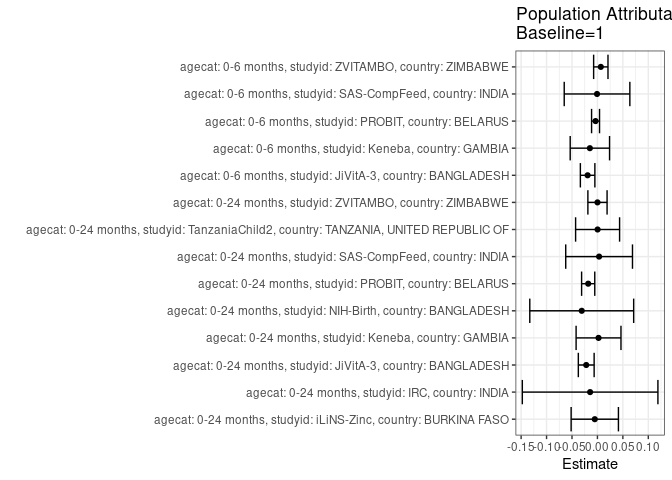 Population Attributa
Baseline=1
agecat: 0-6 months, studyid: ZVITAMBO, country: ZIMBABWE
agecat: 0-6 months, studyid: SAS-CompFeed, country: INDIA
agecat: 0-6 months, studyid: PROBIT, country: BELARUS
agecat: 0-6 months, studyid: Keneba, country: GAMBIA
agecat: 0-6 months, studyid: JiVitA-3, country: BANGLADESH
agecat: 0-24 months, studyid: ZVITAMBO, country: ZIMBABWE
agecat: 0-24 months, studyid: TanzaniaChild2, country: TANZANIA, UNITED REPUBLIC OF
agecat: 0-24 months, studyid: SAS-CompFeed, country: INDIA
agecat: 0-24 months, studyid: PROBIT, country: BELARUS
agecat: 0-24 months, studyid: NIH-Birth, country: BANGLADESH
agecat: 0-24 months, studyid: Keneba, country: GAMBIA
agecat: 0-24 months, studyid: JiVitA-3, country: BANGLADESH
agecat: 0-24 months, studyid: IRC, country: INDIA
agecat: 0-24 months, studyid: iLiNS-Zinc, country: BURKINA FASO
-0.15 -0.10 -0.05 0.00 0.05 0.10
Estimate